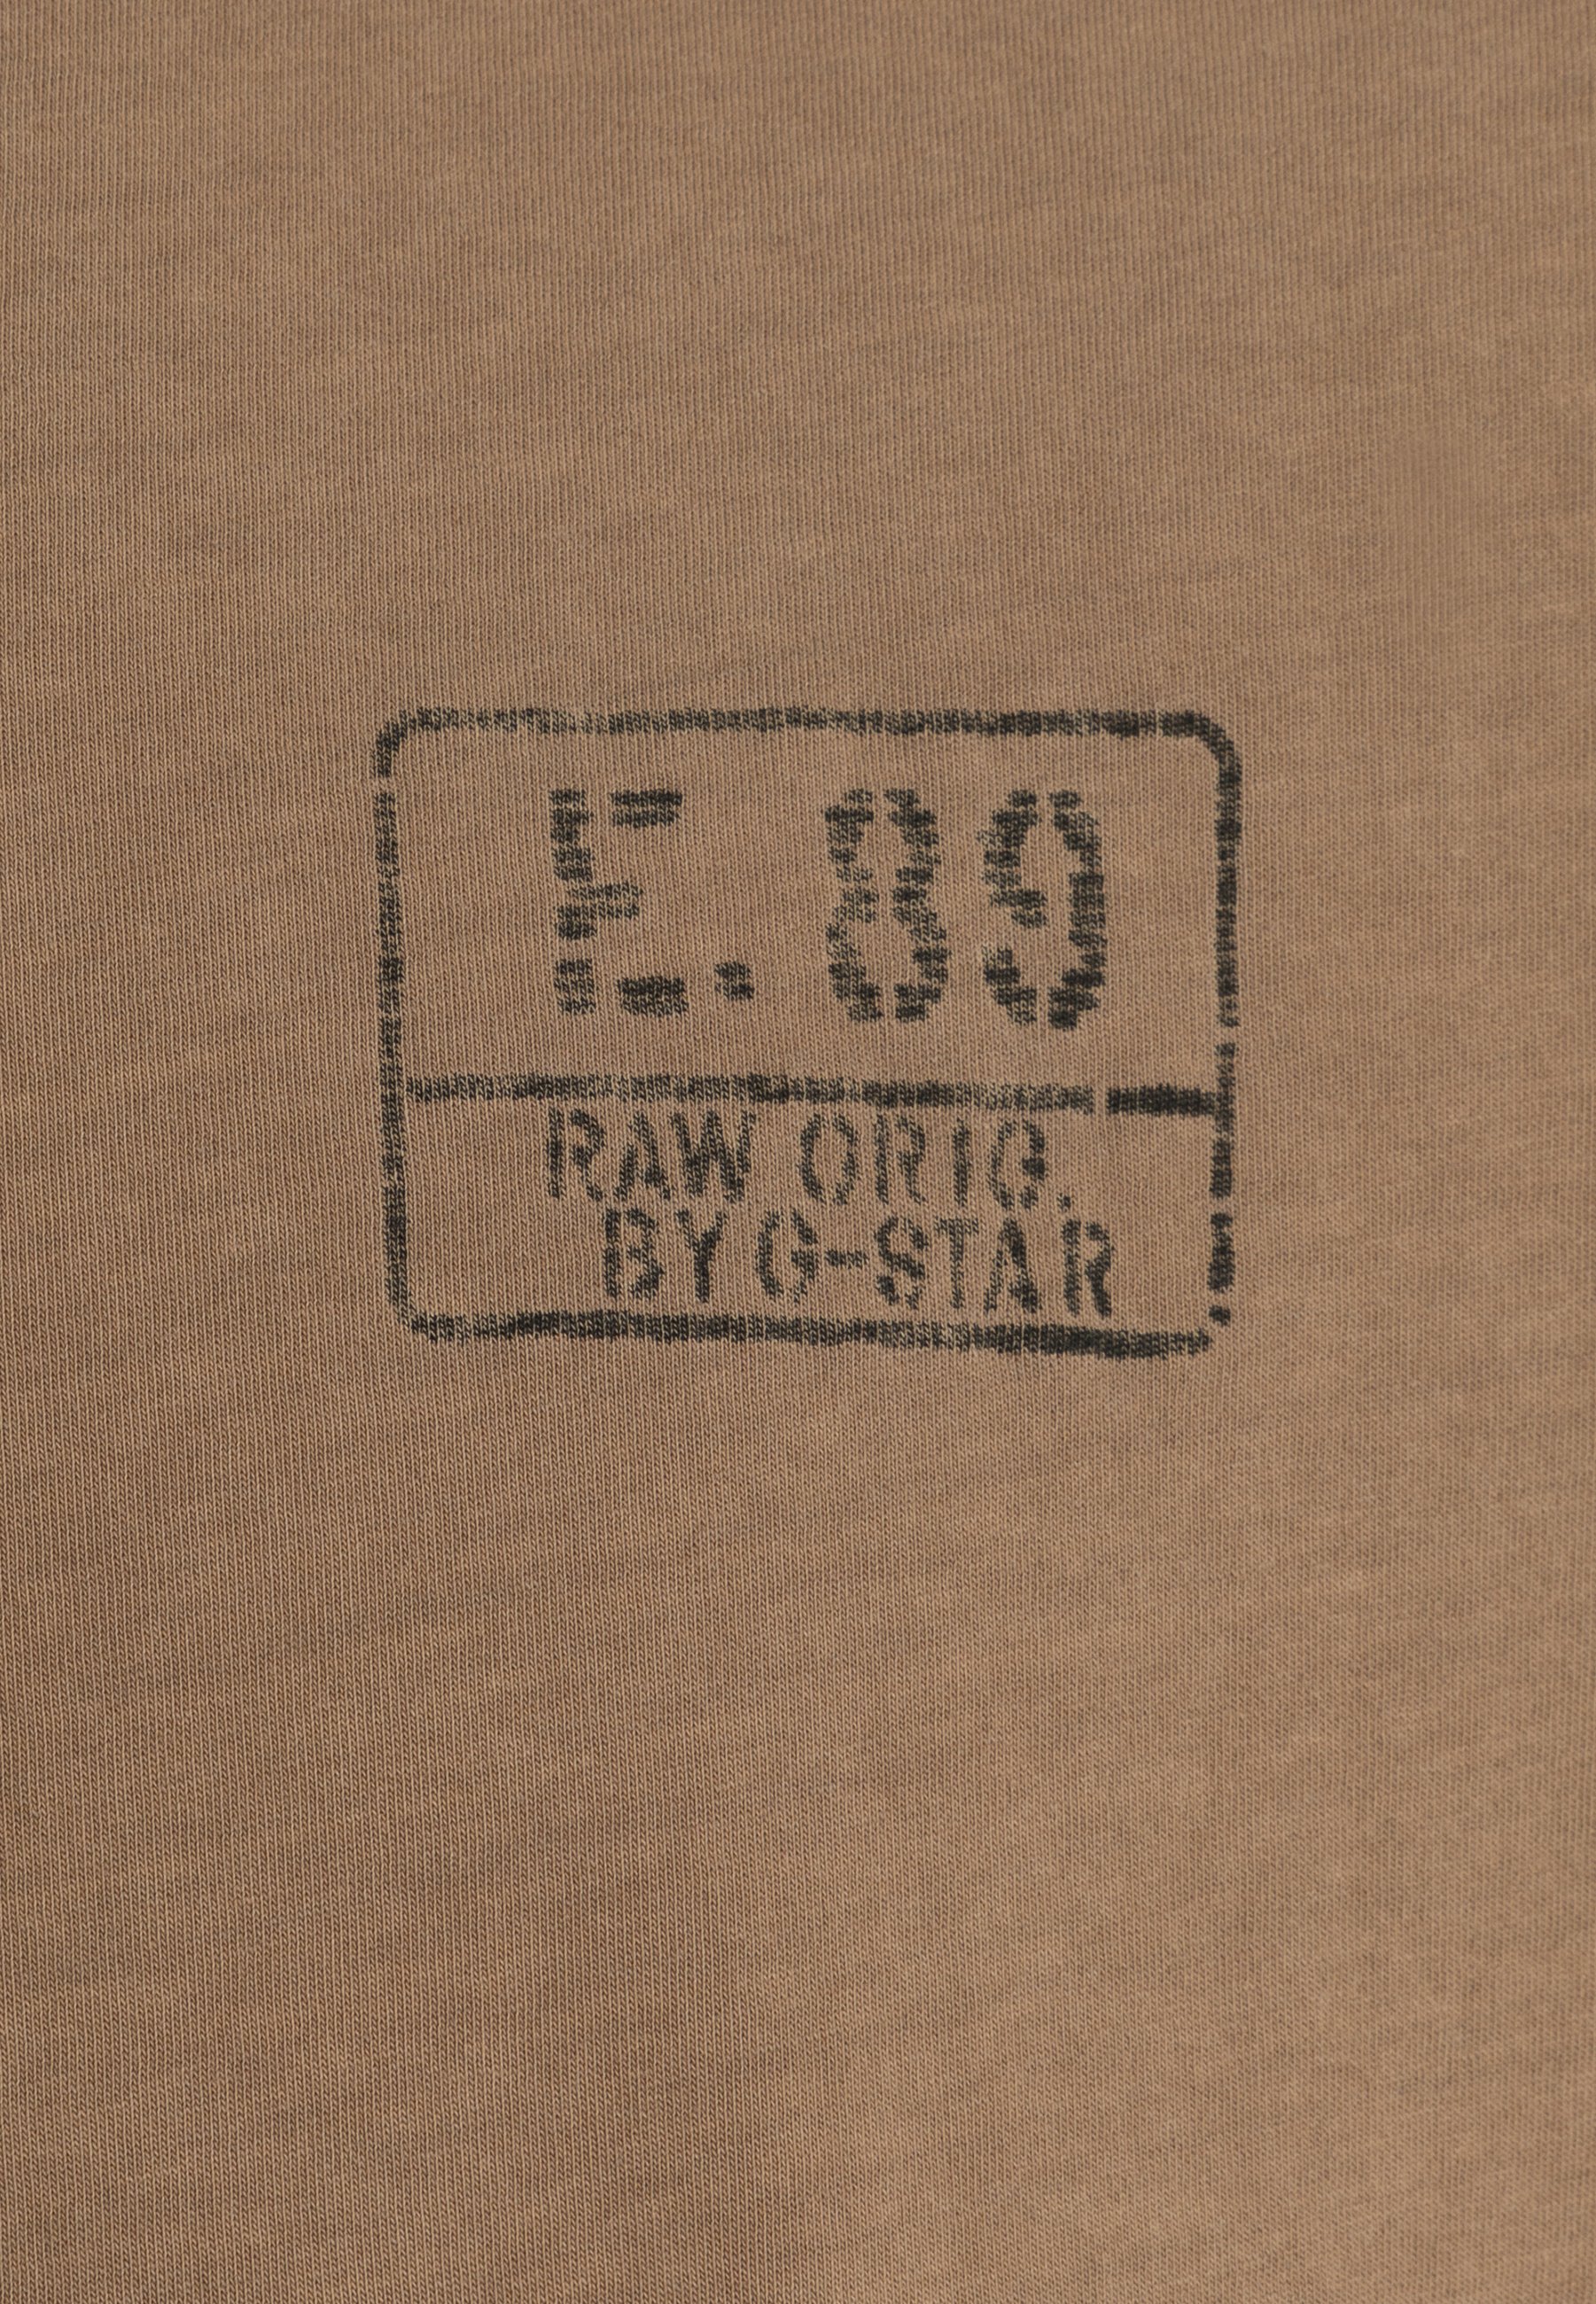 E. 89
RAW ORIG.
BY G-STAR